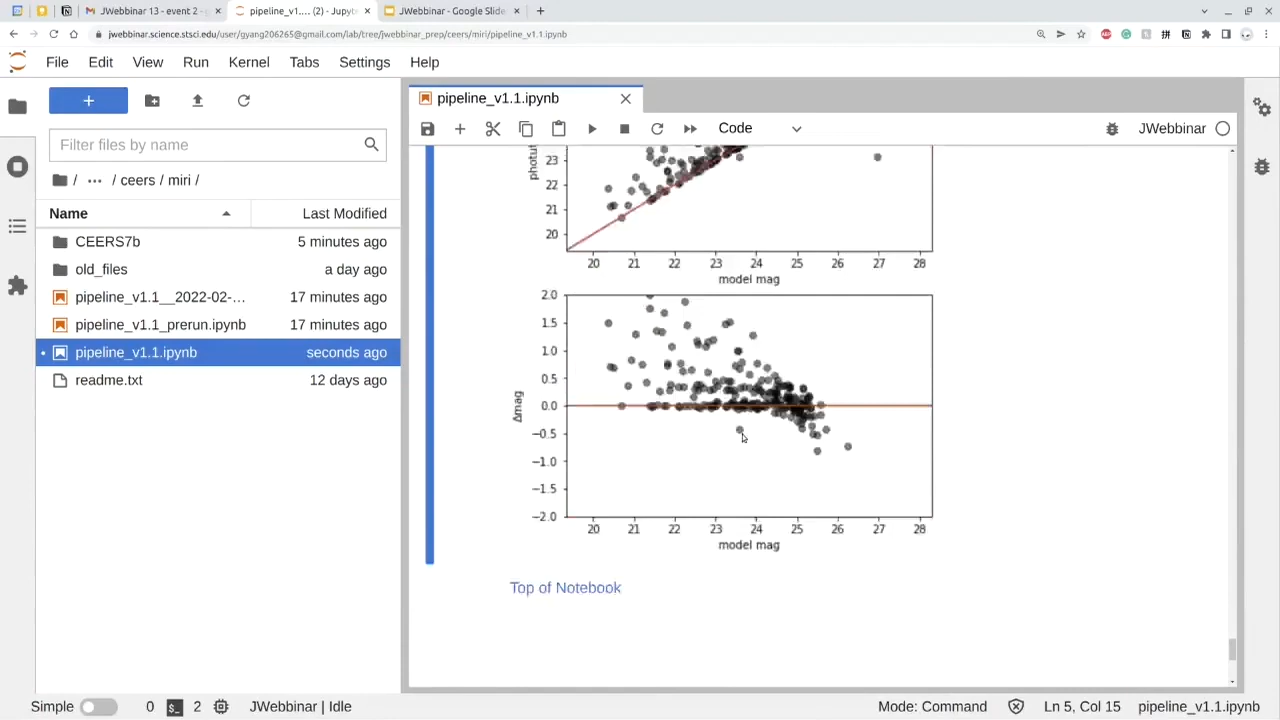 JWebbinar 13 - event 2 -
pipeline_v1.... (2) - Jupyte
JWebbinar - Google Slide
jwebbinar.science.stsci.edu/user/gyang206265@gmail.com/lab/tree/jwebbinar_prep/ceers/miri/pipeline_v1.1.ipynb
File Edit View Run Kernel Tabs Settings Help
pipeline_v1.1.ipynb
Code
JWebbinar
Filter files by name
/ ... / ceers / miri /
Name Last Modified
CEERS7b 5 minutes ago
old_files a day ago
pipeline_v1.1__2022-02-... 17 minutes ago
pipeline_v1.1_prerun.ipynb 17 minutes ago
pipeline_v1.1.ipynb seconds ago
readme.txt 12 days ago
photut
23
22
21
20
20 21 22 23 24 25 26 27 28
model mag
Δmag
2.0
1.5
1.0
0.5
0.0
−0.5
−1.0
−1.5
−2.0
20 21 22 23 24 25 26 27 28
model mag
Top of Notebook
Simple 0 $_ 2 JWebbinar | Idle Mode: Command Ln 5, Col 15 pipeline_v1.1.ipynb